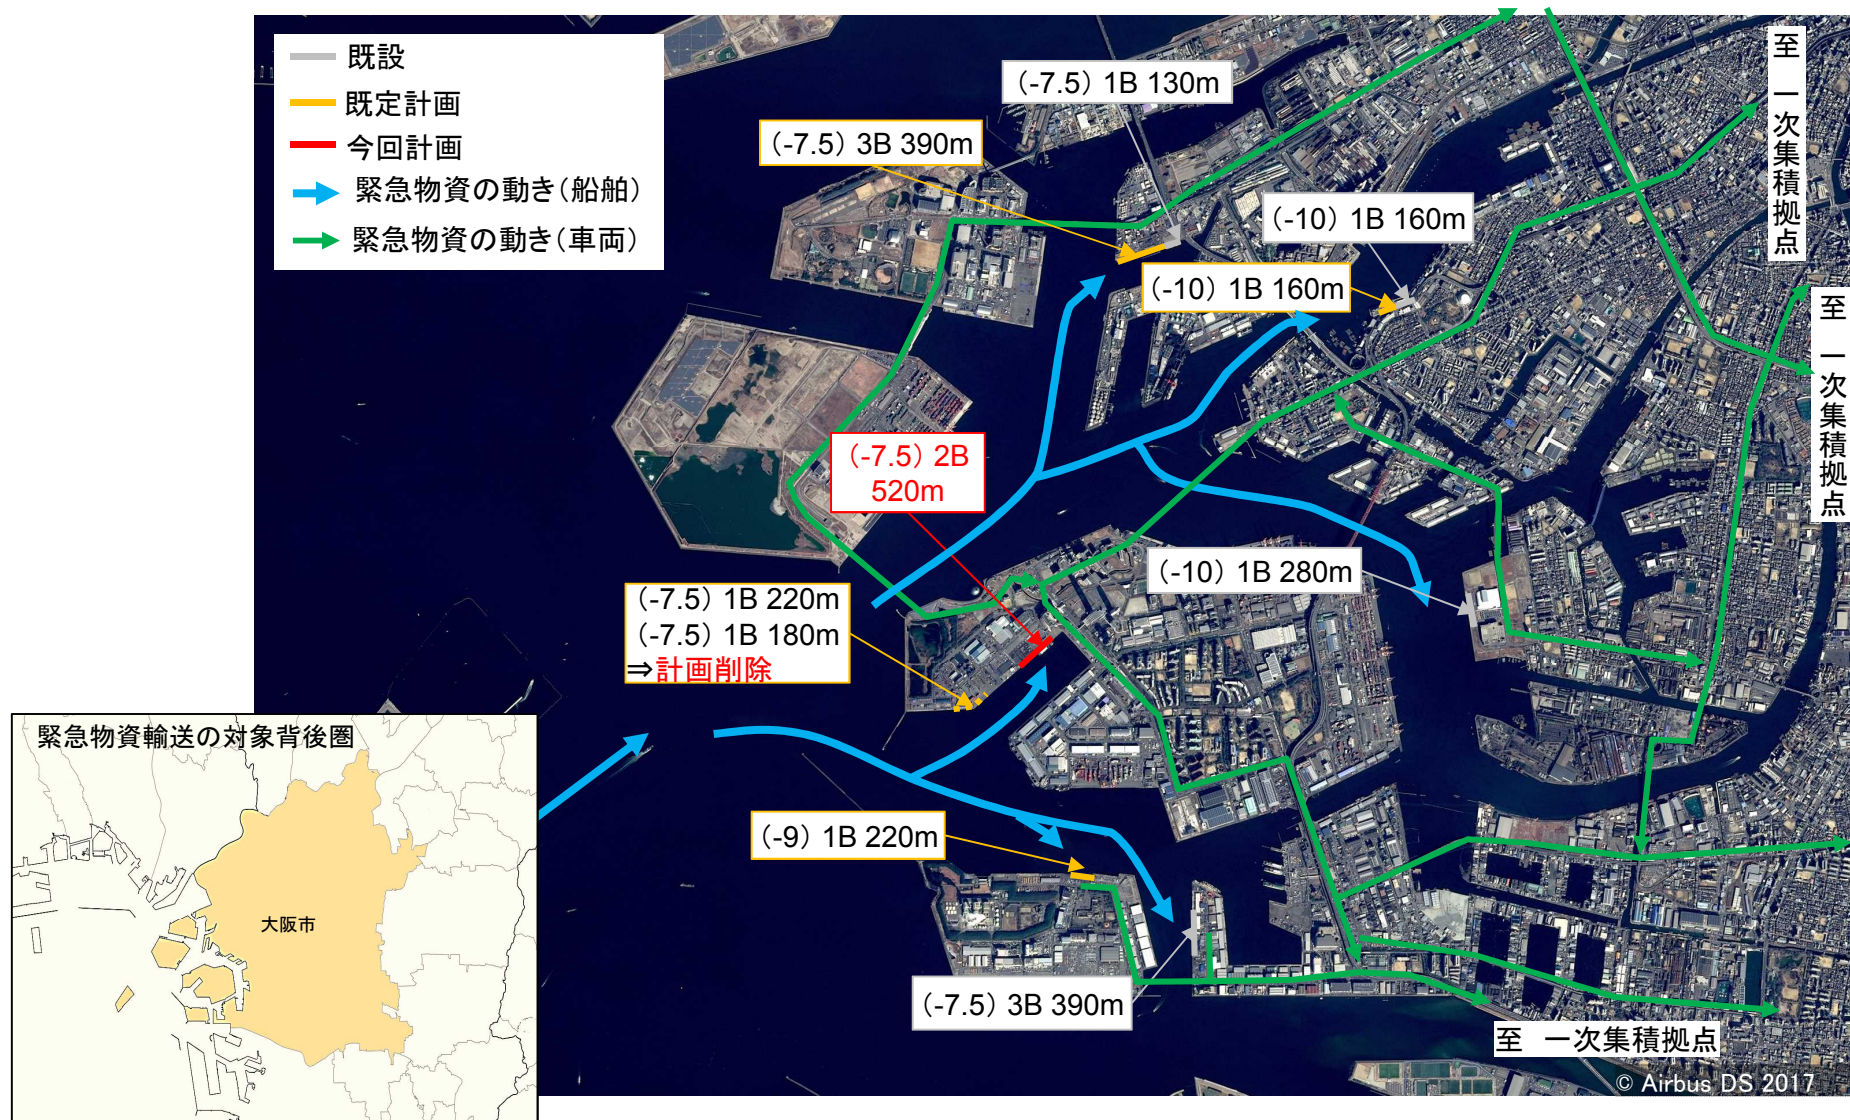 既設
既定計画
今回計画
緊急物資の動き（船舶）
緊急物資の動き（車両）
（-7.5）1B 130m
（-7.5）3B 390m
（-10）1B 160m
（-10）1B 160m
至　一次集積拠点
至　一次集積拠点
（-7.5）2B
520m
（-10）1B 280m
（-7.5）1B 220m
（-7.5）1B 180m
⇒計画削除
緊急物資輸送の対象背後圏
大阪市
（-9）1B 220m
（-7.5）3B 390m
至　一次集積拠点
© Airbus DS 2017